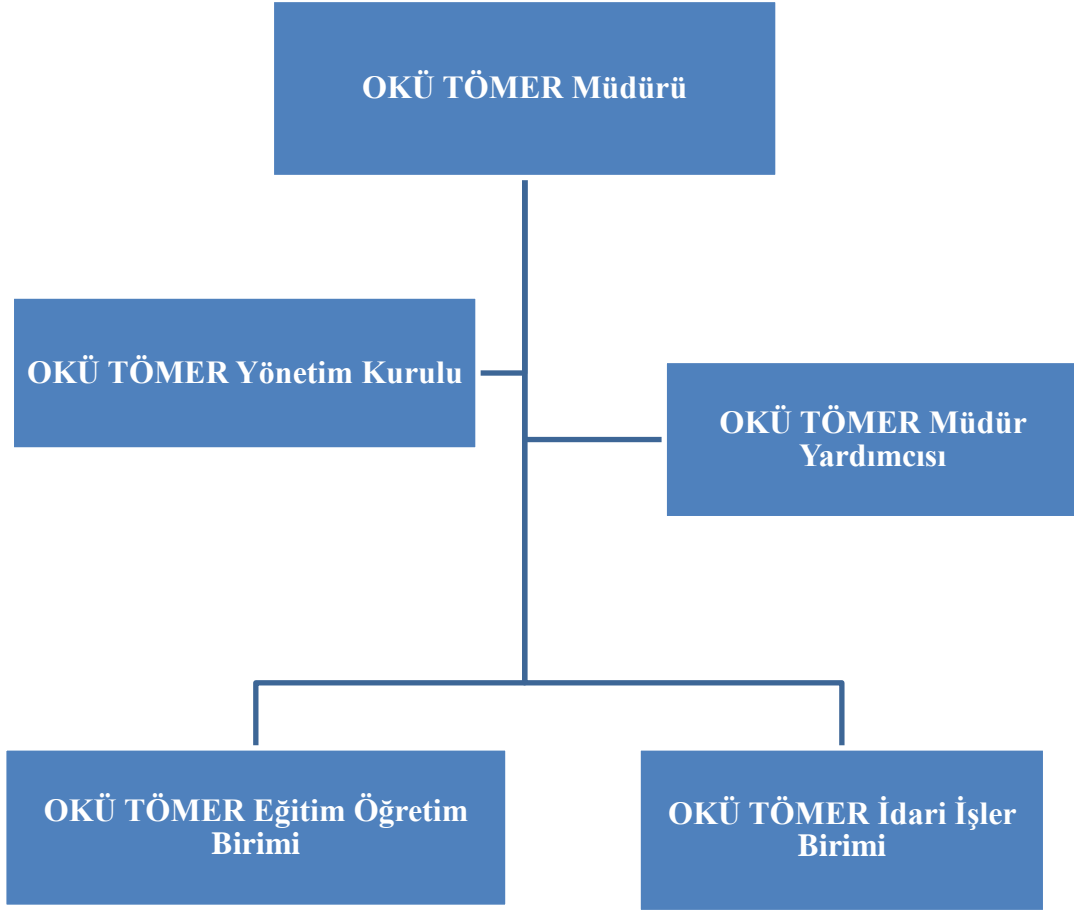 OKÜ TÖMER Müdürü
OKÜ TÖMER Yönetim Kurulu
OKÜ TÖMER Müdür
Yardımcısı
OKÜ TÖMER Eğitim Öğretim
Birimi
OKÜ TÖMER İdari İşler
Birimi